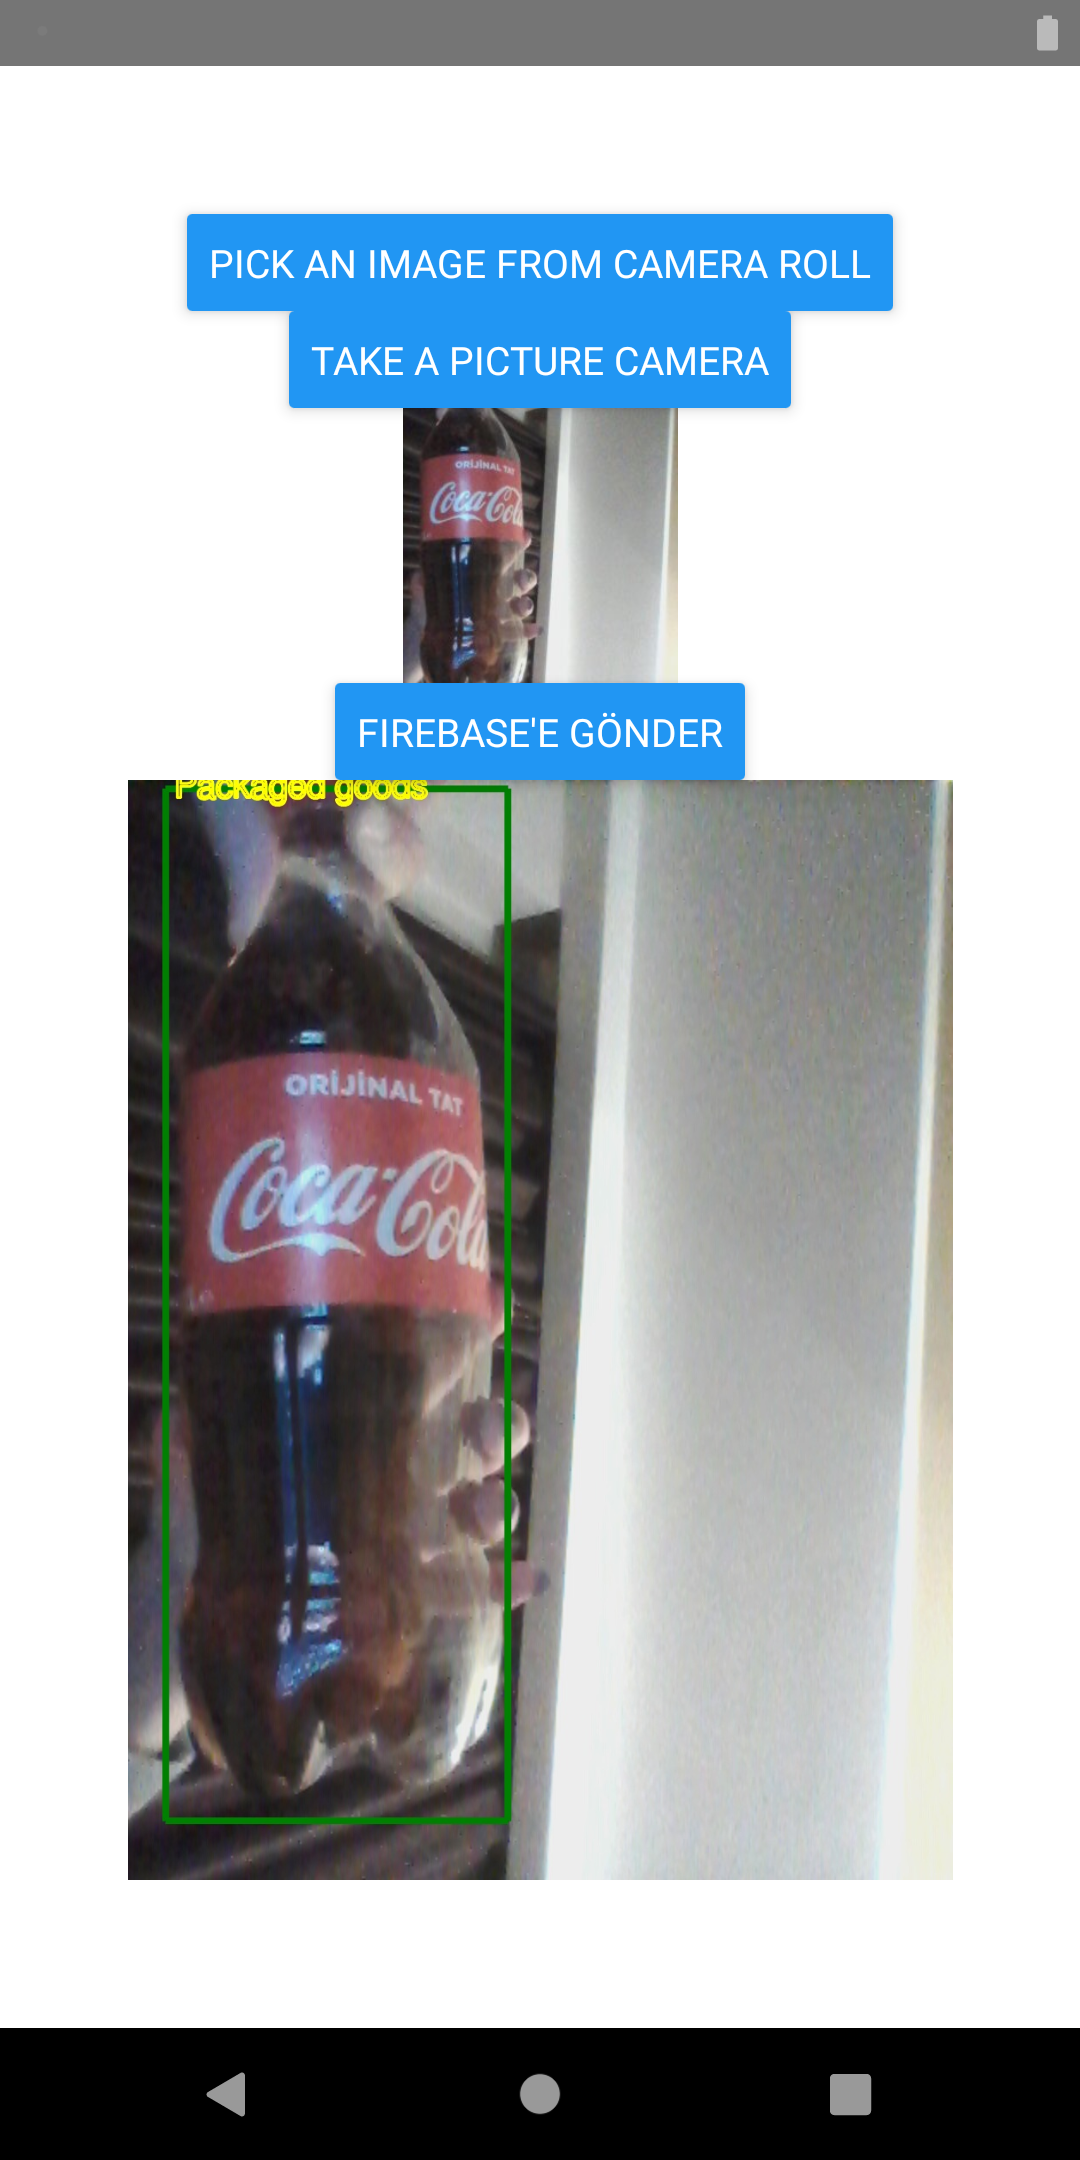 PICK AN IMAGE FROM CAMERA ROLL
TAKE A PICTURE CAMERA
ORİJİNAL TAT
Coca-Cola
FIREBASE'E GÖNDER
Packaged goods
ORİJİNAL TAT
Coca-Cola